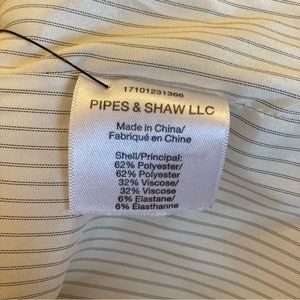 17101231366
PIPES & SHAW LLC
Made in China/
Fabriqué en Chine
Shell/Principal:
62% Polyester/
62% Polyester
32% Viscose/
32% Viscose
6% Elastane/
6% Elasthanne